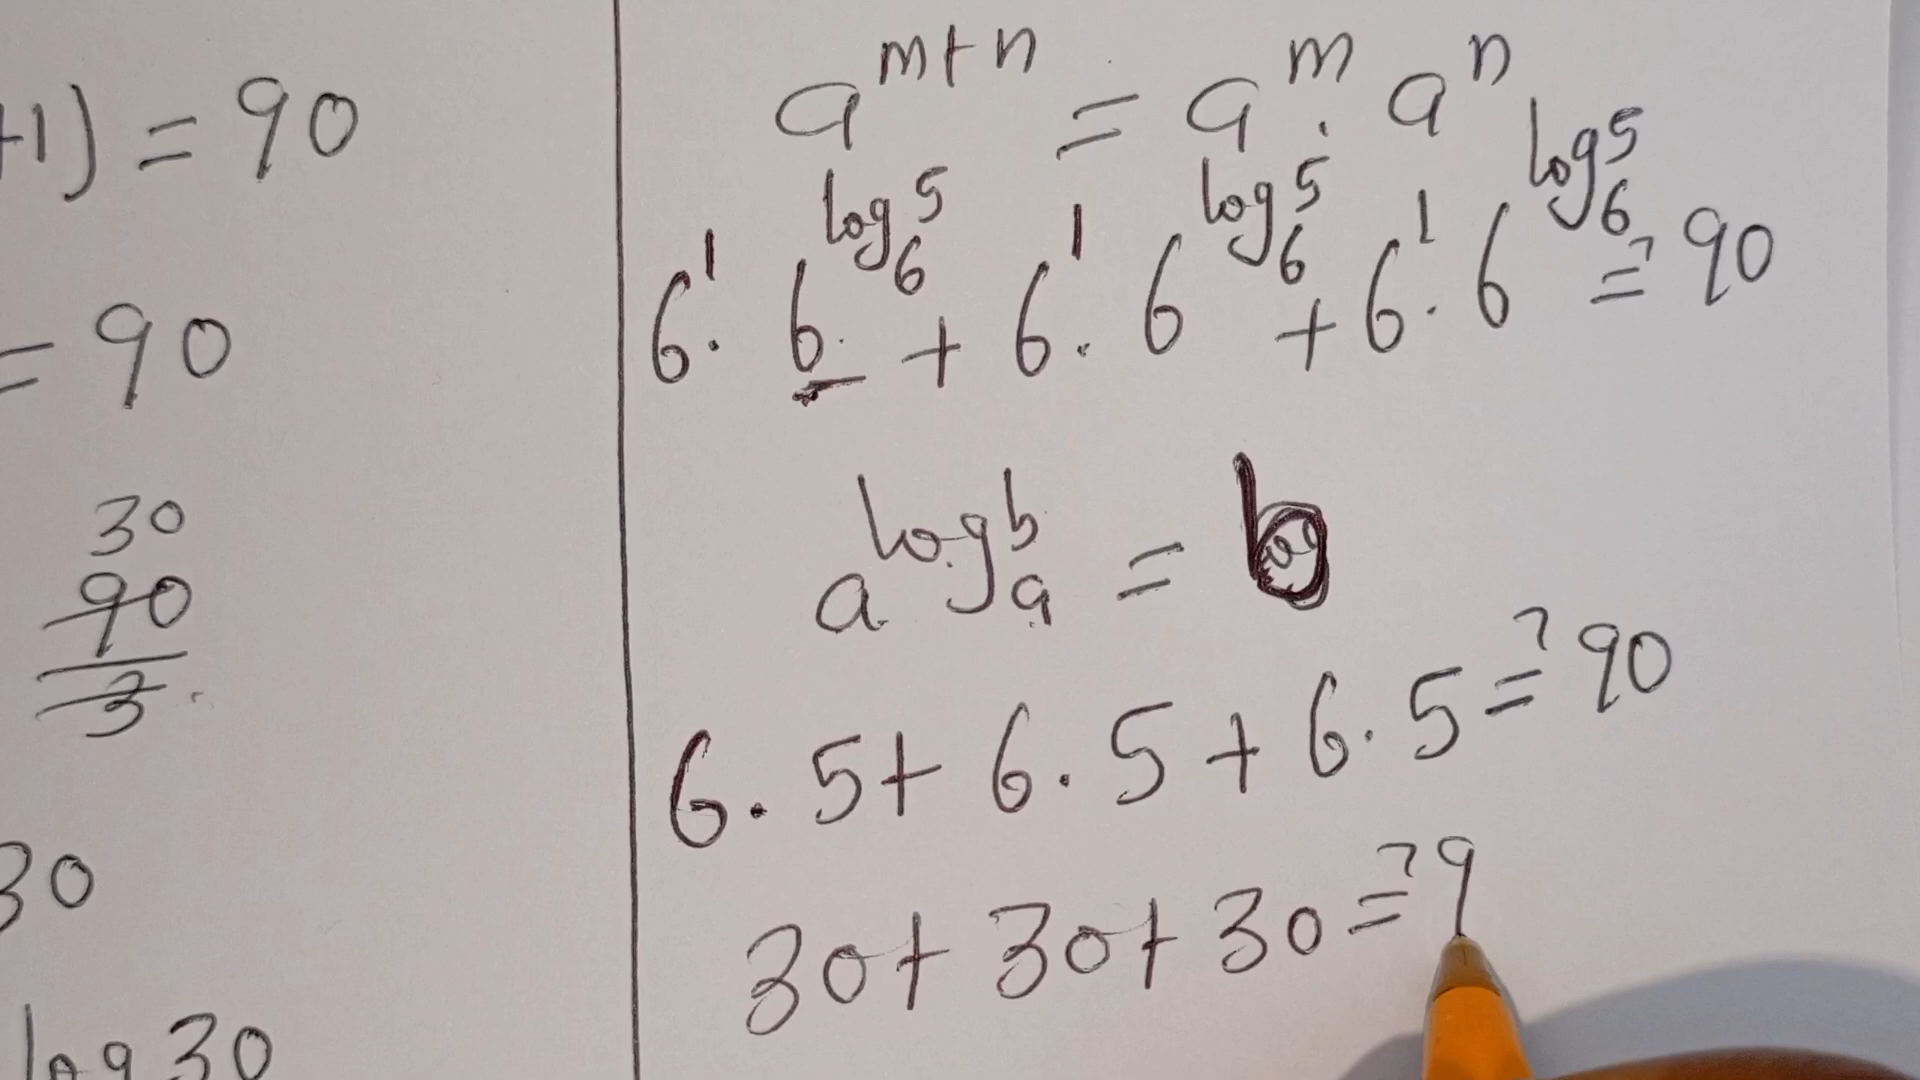 +1) = 90
= 90
30
90
3
30
log 30
a^{m+n} = a^m . a^n
6^1 . 6^{log_6 5} + 6^1 . 6^{log_6 5} + 6^1 . 6^{log_6 5} =? 90
a^{log_a b} = b
6 . 5 + 6 . 5 + 6 . 5 =? 90
30 + 30 + 30 =? 9